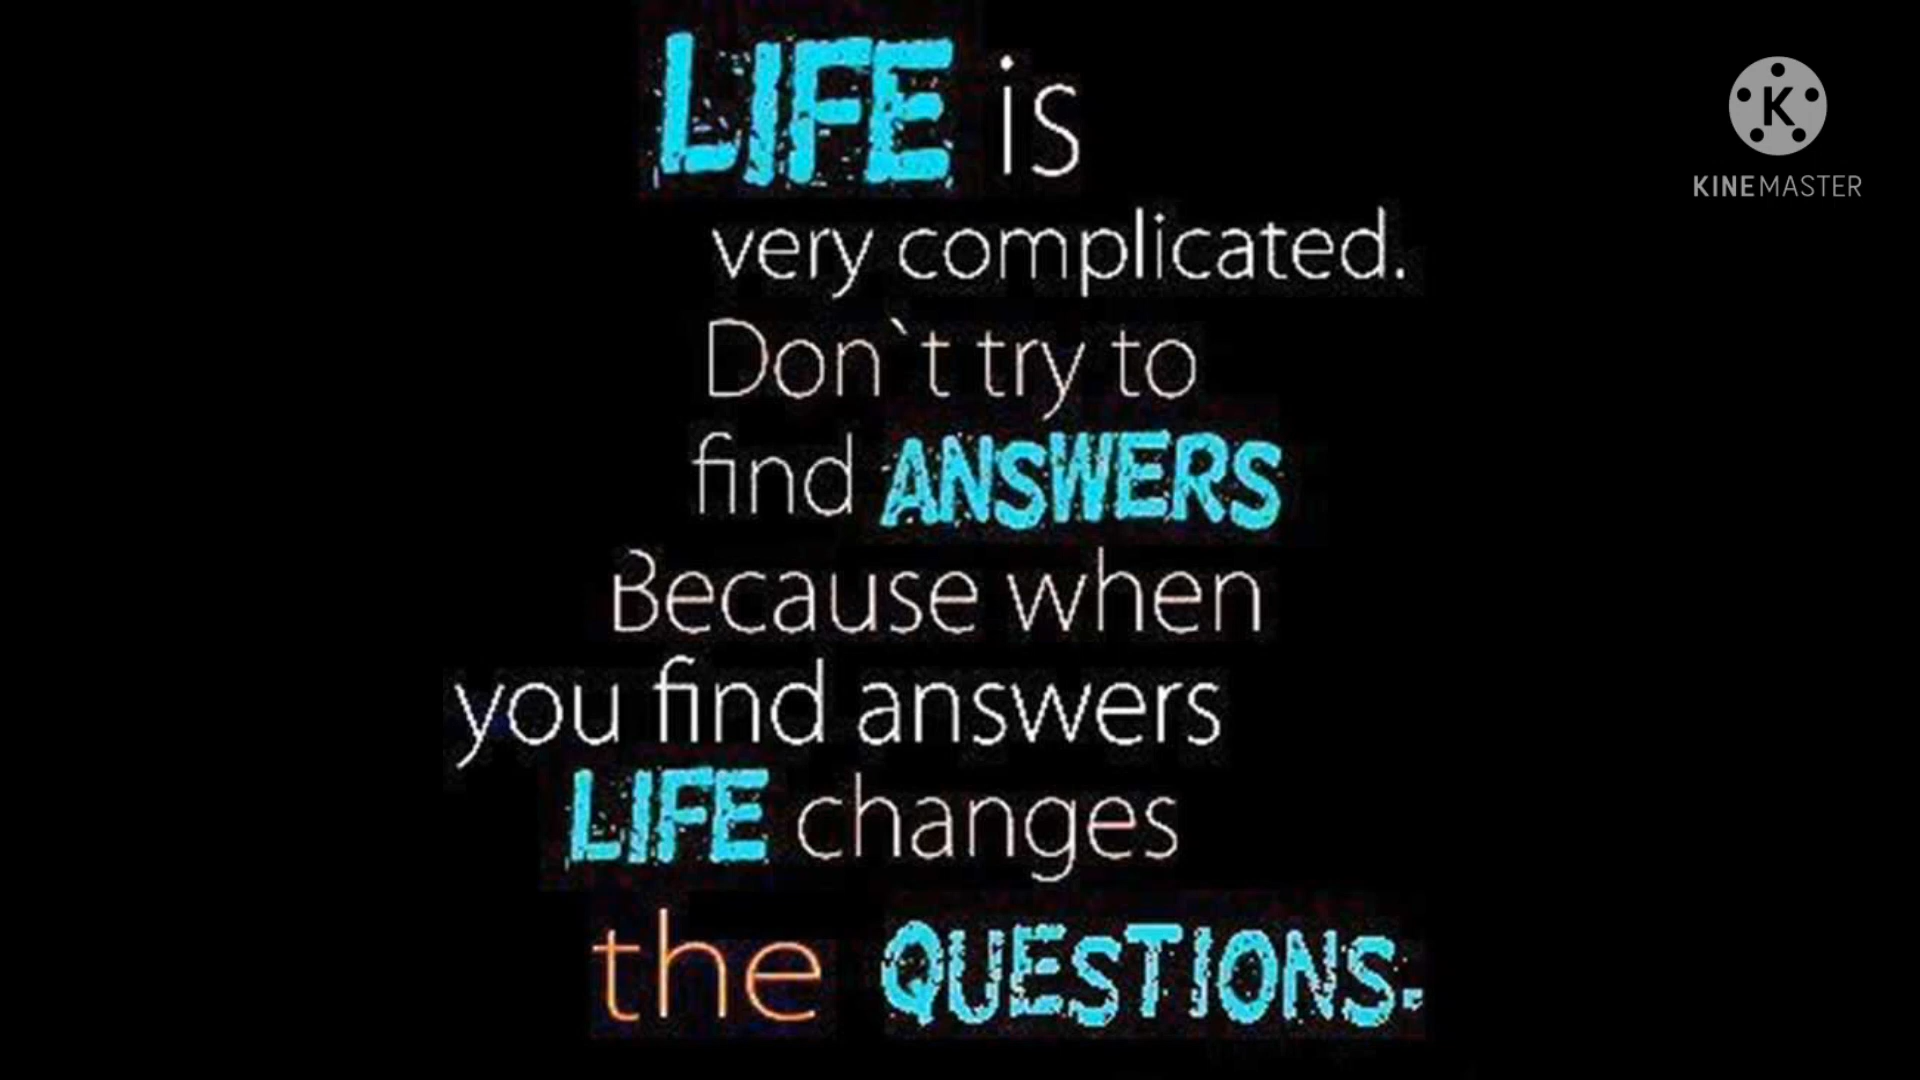 LIFE is
very complicated.
Don`t try to
find ANSWERS
Because when
you find answers
LIFE changes
the QUESTIONS.
K
KINEMASTER